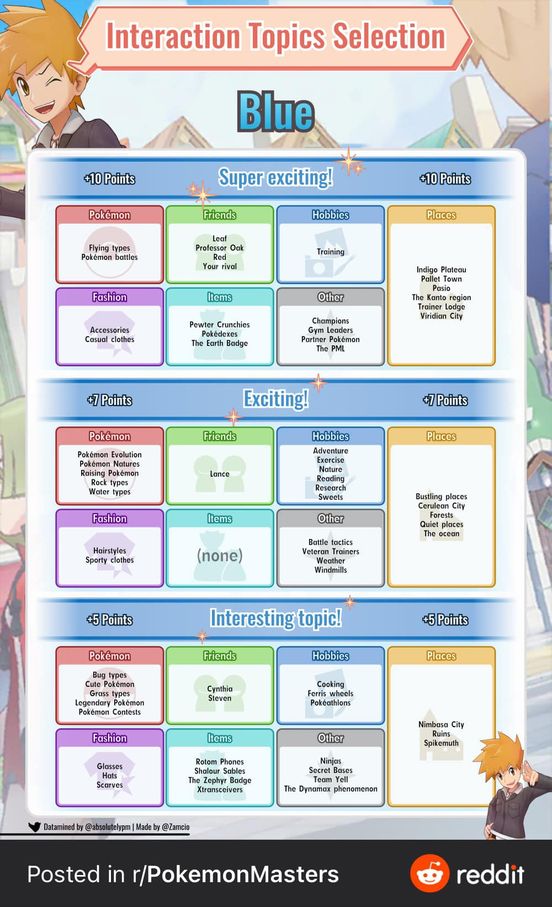 Interaction Topics Selection
Blue
+10 Points
Super exciting!
+10 Points
Pokémon
Flying types
Pokémon battles
Friends
Leaf
Professor Oak
Red
Your rival
Hobbies
Training
Places
Indigo Plateau
Pallet Town
Pasio
The Kanto region
Trainer Lodge
Viridian City
Fashion
Accessories
Casual clothes
Items
Pewter Crunchies
Pokédexes
The Earth Badge
Other
Champions
Gym Leaders
Partner Pokémon
The PML
+7 Points
Exciting!
+7 Points
Pokémon
Pokémon Evolution
Pokémon Natures
Raising Pokémon
Rock types
Water types
Friends
Lance
Hobbies
Adventure
Exercise
Nature
Reading
Research
Sweets
Places
Bustling places
Cerulean City
Forests
Quiet places
The ocean
Fashion
Hairstyles
Sporty clothes
Items
(none)
Other
Battle tactics
Veteran Trainers
Weather
Windmills
+5 Points
Interesting topic!
+5 Points
Pokémon
Bug types
Cute Pokémon
Grass types
Legendary Pokémon
Pokémon Contests
Friends
Cynthia
Steven
Hobbies
Cooking
Ferris wheels
Pokéathlons
Places
Nimbasa City
Ruins
Spikemuth
Fashion
Glasses
Hats
Scarves
Items
Rotom Phones
Shalour Sables
The Zephyr Badge
Xtransceivers
Other
Ninjas
Secret Bases
Team Yell
The Dynamax phenomenon
Datamined by @absolutelypm | Made by @Zamcio
Posted in r/PokemonMasters
reddit